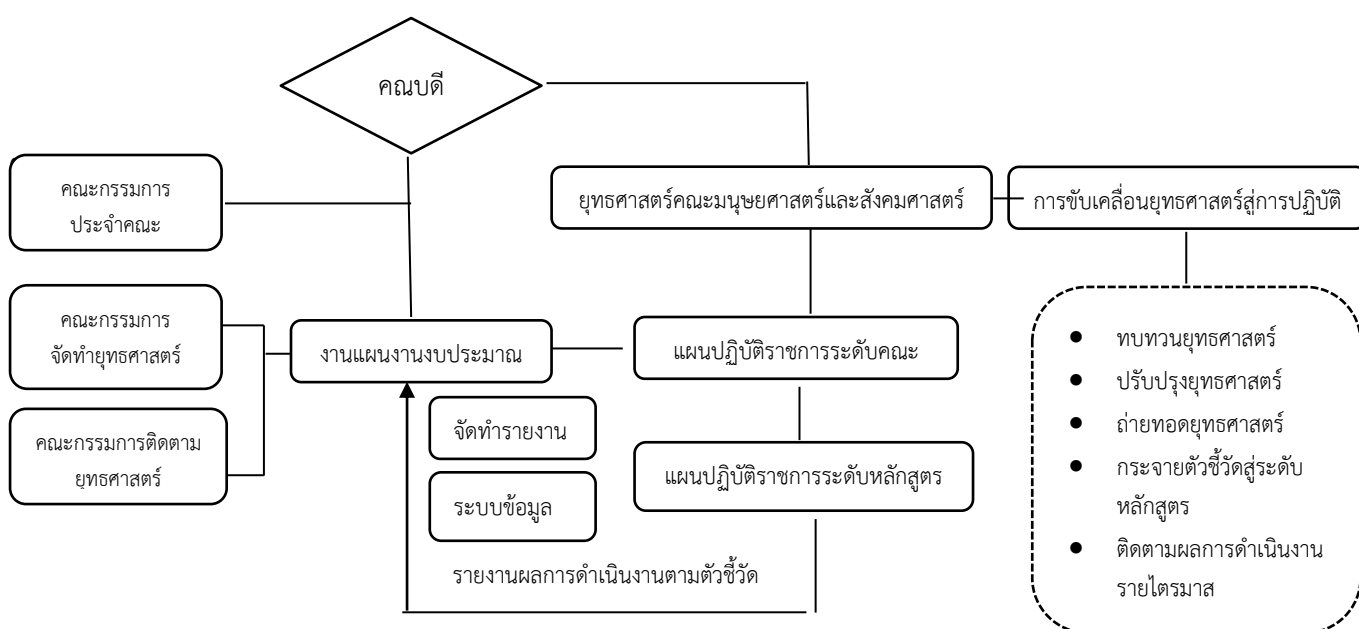 คณบดี
คณะกรรมการ
ประจำคณะ
ยุทธศาสตร์คณะมนุษยศาสตร์และสังคมศาสตร์
การขับเคลื่อนยุทธศาสตร์สู่การปฏิบัติ
คณะกรรมการ
จัดทำยุทธศาสตร์
งานแผนงานงบประมาณ
แผนปฏิบัติราชการระดับคณะ
คณะกรรมการติดตาม
ยุทธศาสตร์
จัดทำรายงาน
ระบบข้อมูล
แผนปฏิบัติราชการระดับหลักสูตร
รายงานผลการดำเนินงานตามตัวชี้วัด
● ทบทวนยุทธศาสตร์
● ปรับปรุงยุทธศาสตร์
● ถ่ายทอดยุทธศาสตร์
● กระจายตัวชี้วัดสู่ระดับ
หลักสูตร
● ติดตามผลการดำเนินงาน
รายไตรมาส